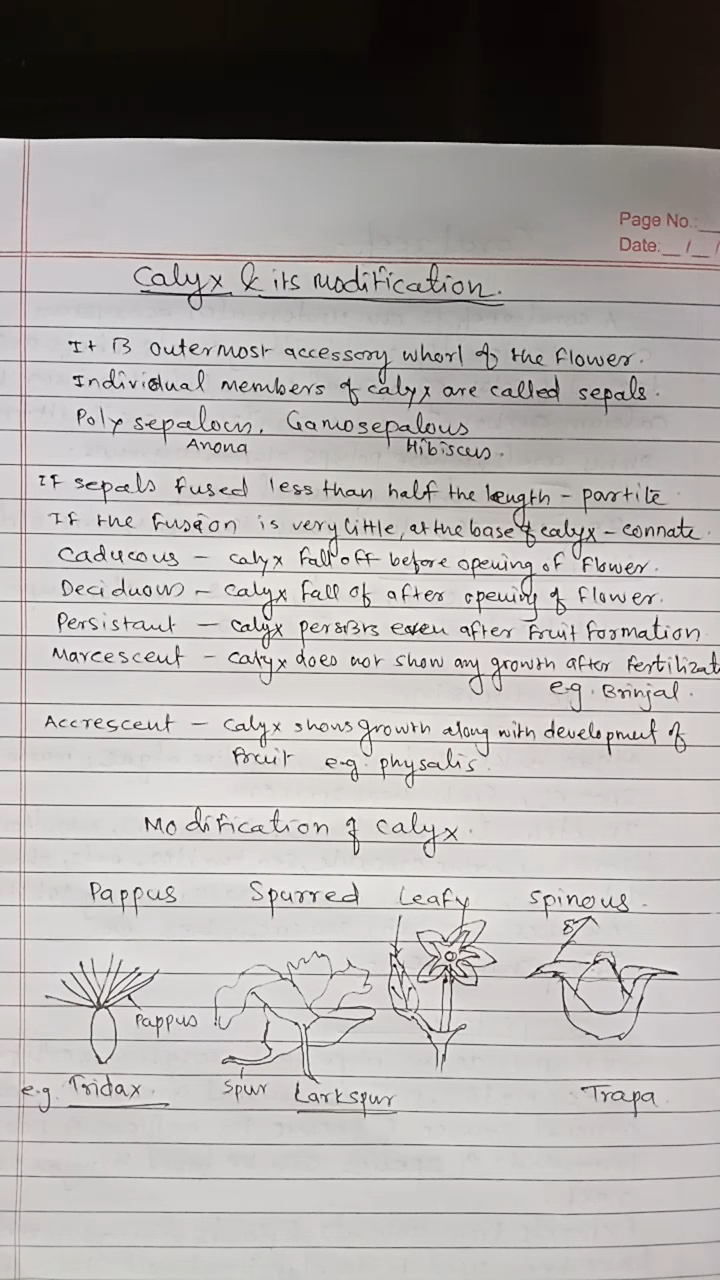 Page No.:
Date: / /
Calyx & its modification.
It is outermost accessory whorl of the flower.
Individual members of calyx are called sepals.
Polysepalous, Gamosepalous
Anona Hibiscus.
If sepals fused less than half the length - partite
If the fusion is very little, at the base of calyx - connate.
Caducous - calyx fall off before opening of flower.
Deciduous - calyx fall of after opening of flower.
Persistant - calyx persists even after fruit formation
Marcescent - calyx does not show any growth after fertilizat
e.g. Brinjal.
Accrescent - calyx shows growth along with development of
fruit e.g. physalis.
Modification of calyx.
Pappus Spurred Leafy Spinous.
Pappus
Spur
e.g. Tridax. Larkspur Trapa